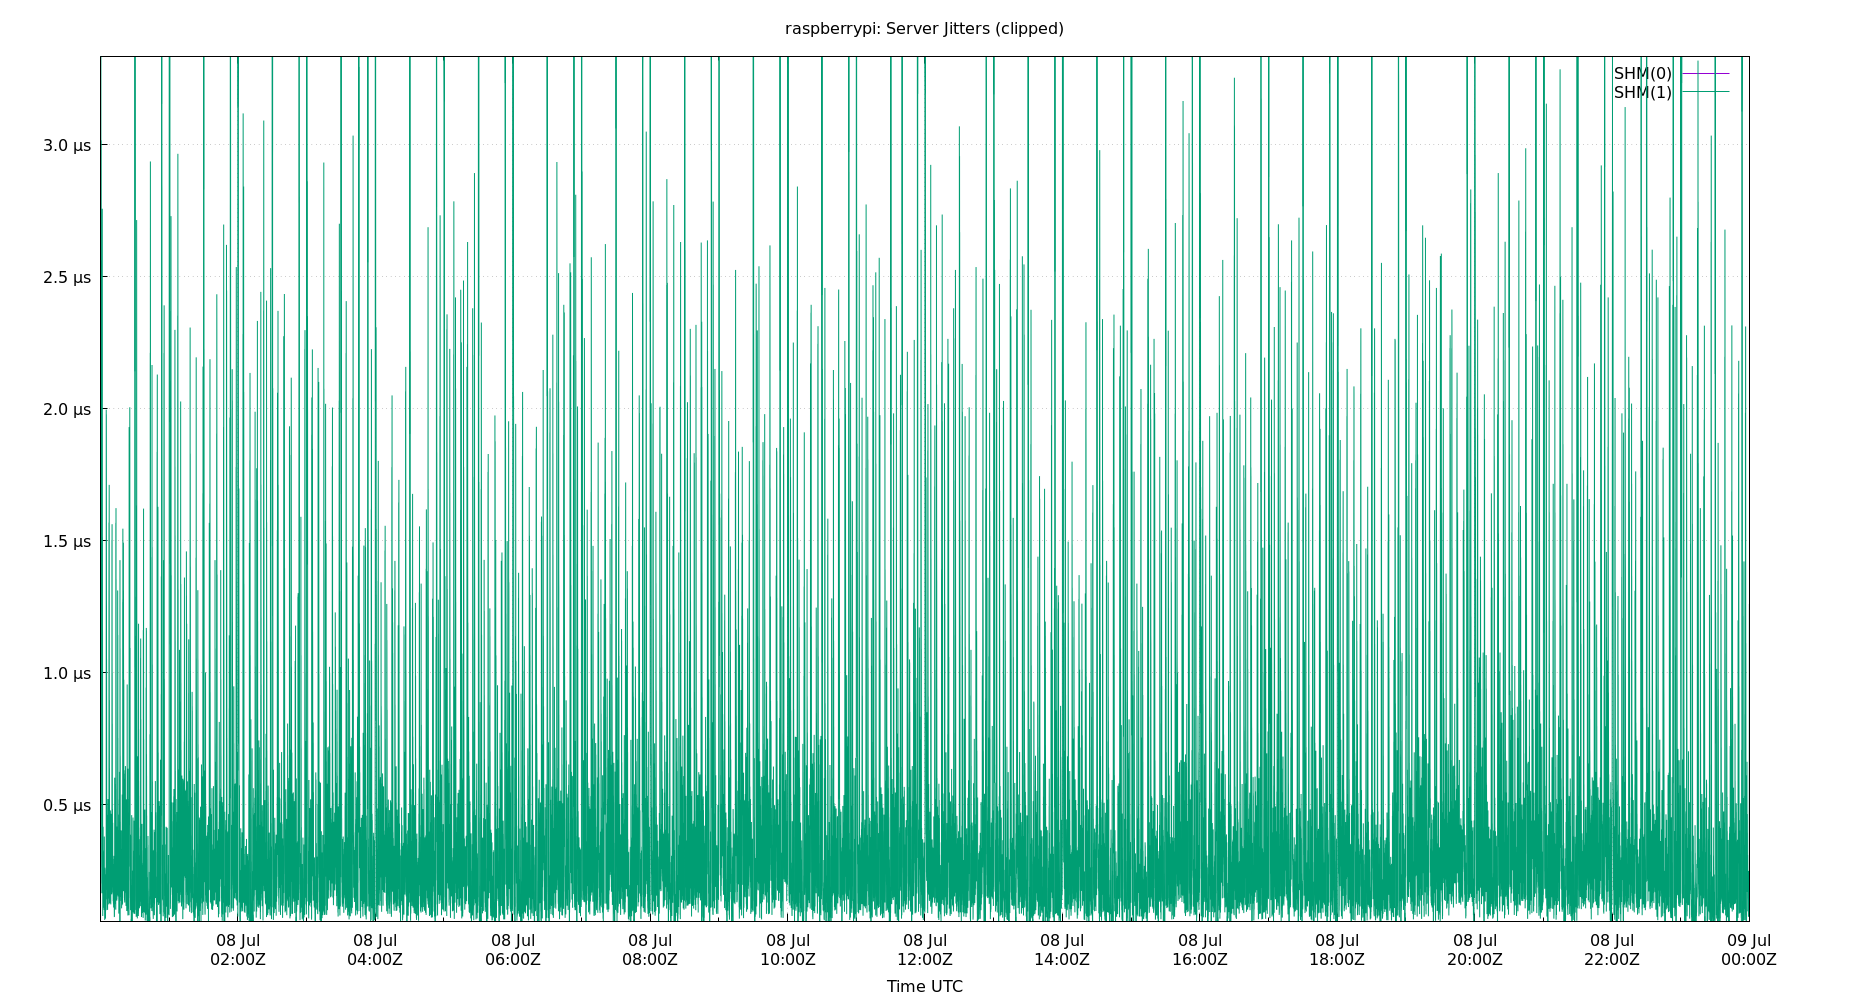 raspberrypi: Server Jitters (clipped)
SHM(0)
SHM(1)
3.0 µs
2.5 µs
2.0 µs
1.5 µs
1.0 µs
0.5 µs
08 Jul 08 Jul 08 Jul 08 Jul 08 Jul 08 Jul 08 Jul 08 Jul 08 Jul 08 Jul 08 Jul 09 Jul
02:00Z 04:00Z 06:00Z 08:00Z 10:00Z 12:00Z 14:00Z 16:00Z 18:00Z 20:00Z 22:00Z 00:00Z
Time UTC